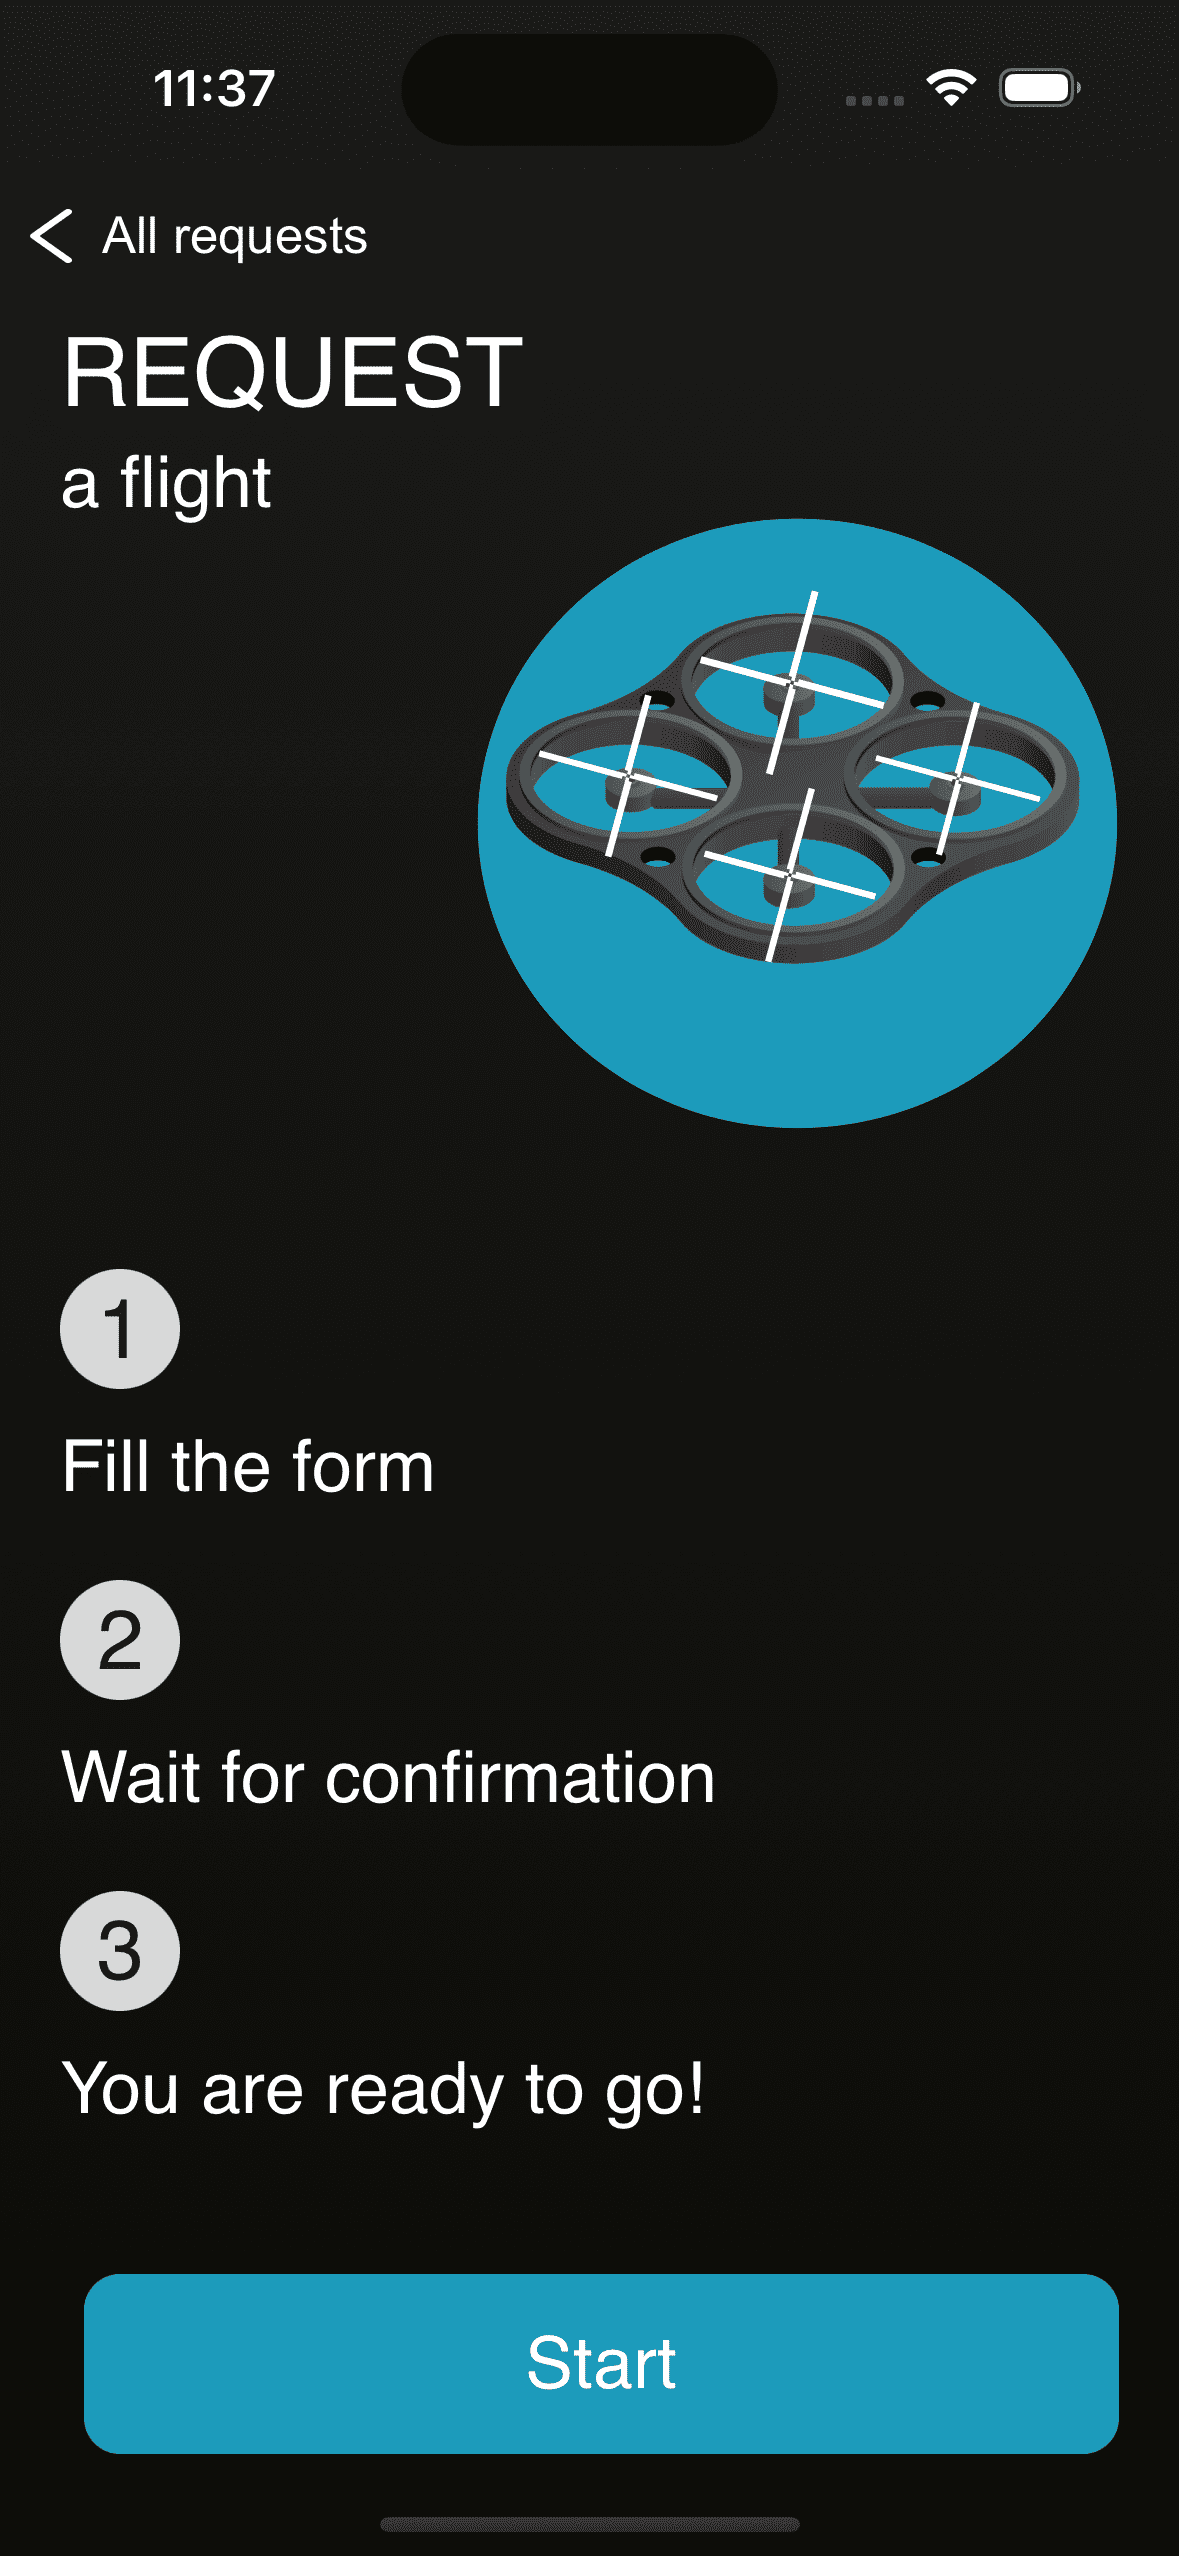 11:37
All requests
REQUEST
a flight
1
Fill the form
2
Wait for confirmation
3
You are ready to go!
Start